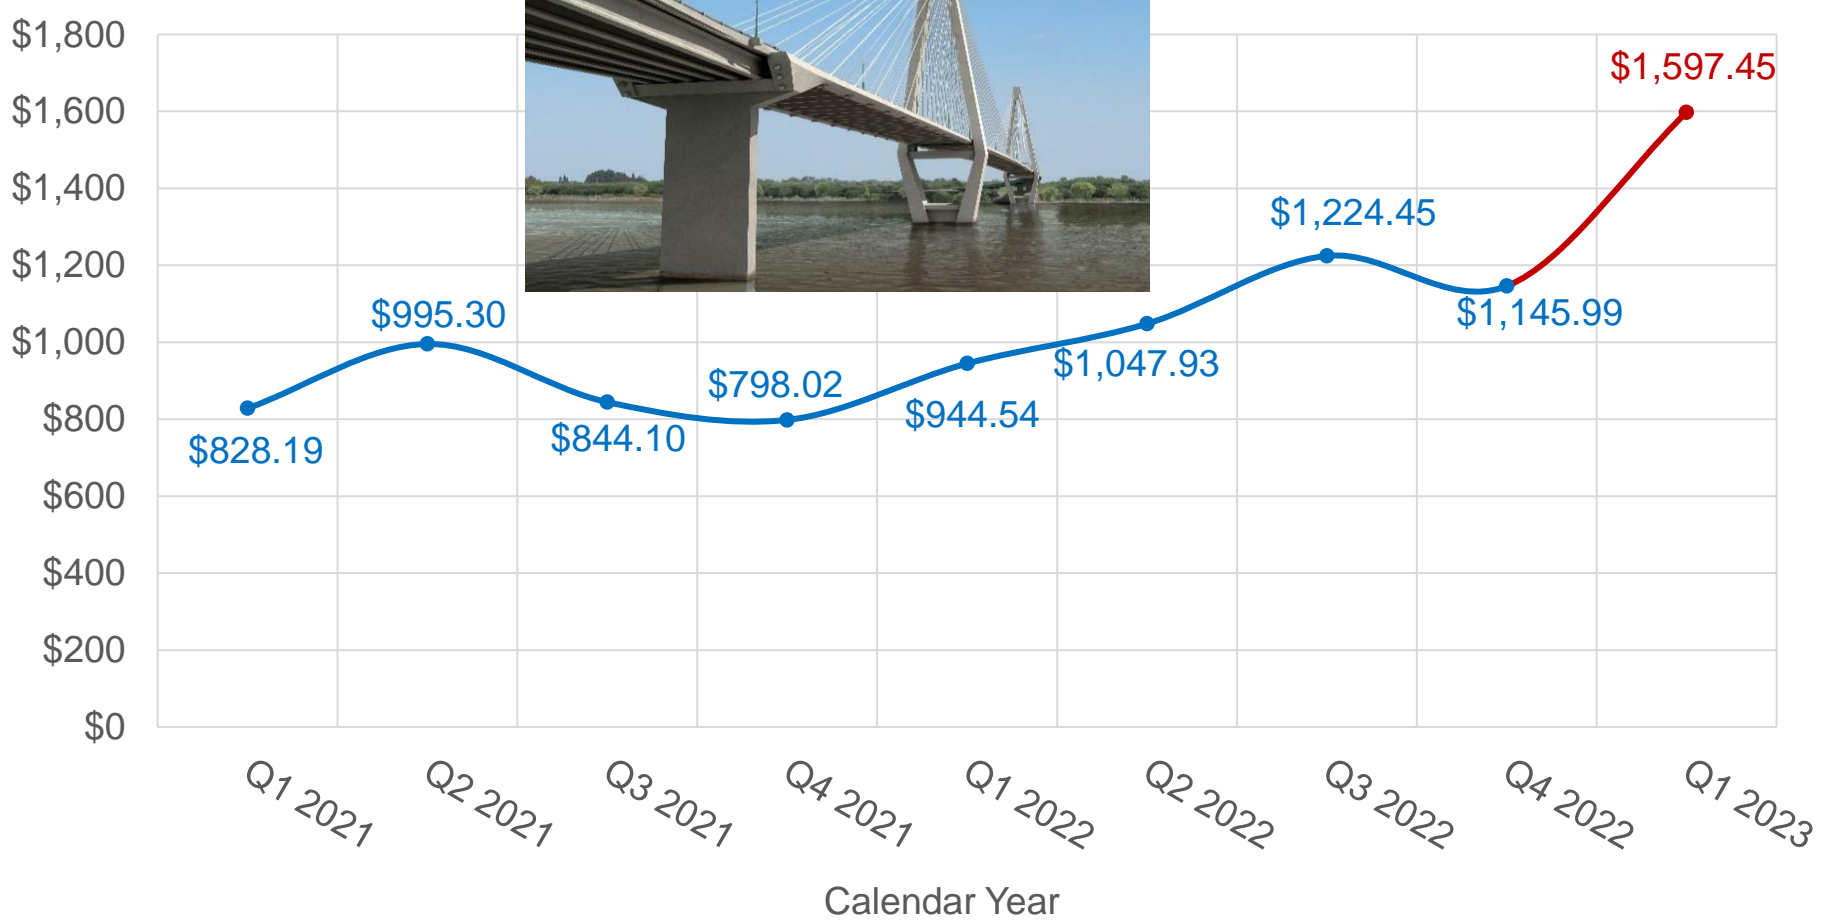 $1,800
$1,600
$1,400
$1,200
$1,000
$800
$600
$400
$200
$0
$828.19
$995.30
$844.10
$798.02
$944.54
$1,047.93
$1,224.45
$1,145.99
$1,597.45
Q1 2021
Q2 2021
Q3 2021
Q4 2021
Q1 2022
Q2 2022
Q3 2022
Q4 2022
Q1 2023
Calendar Year